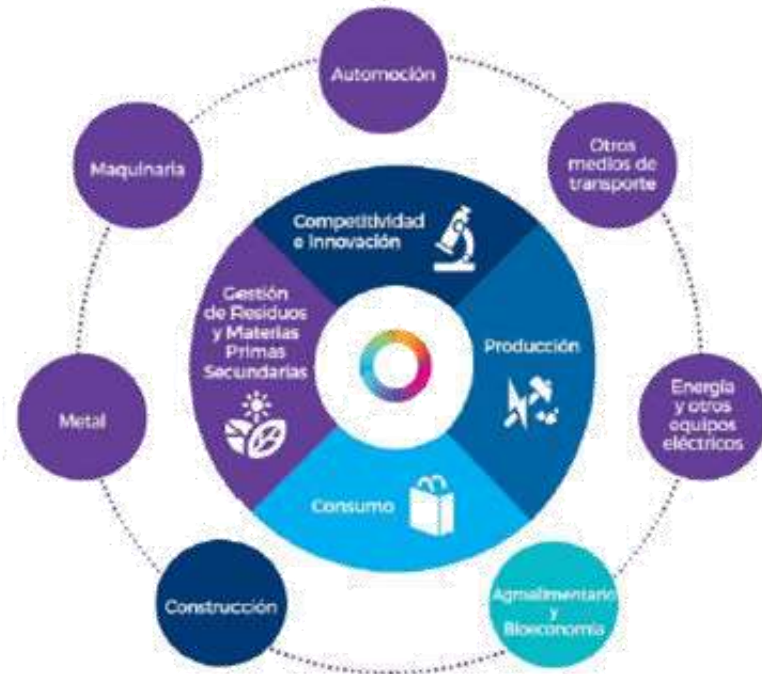 Automoción
Otros
medios de
transporte
Maquinaria
Competitividad
e Innovación
Gestión
de Residuos
y Materias
Primas
Secundarias
Producción
Energía
y otros
equipos
eléctricos
Metal
Consumo
Construcción
Agroalimentario
y
Bioeconomía